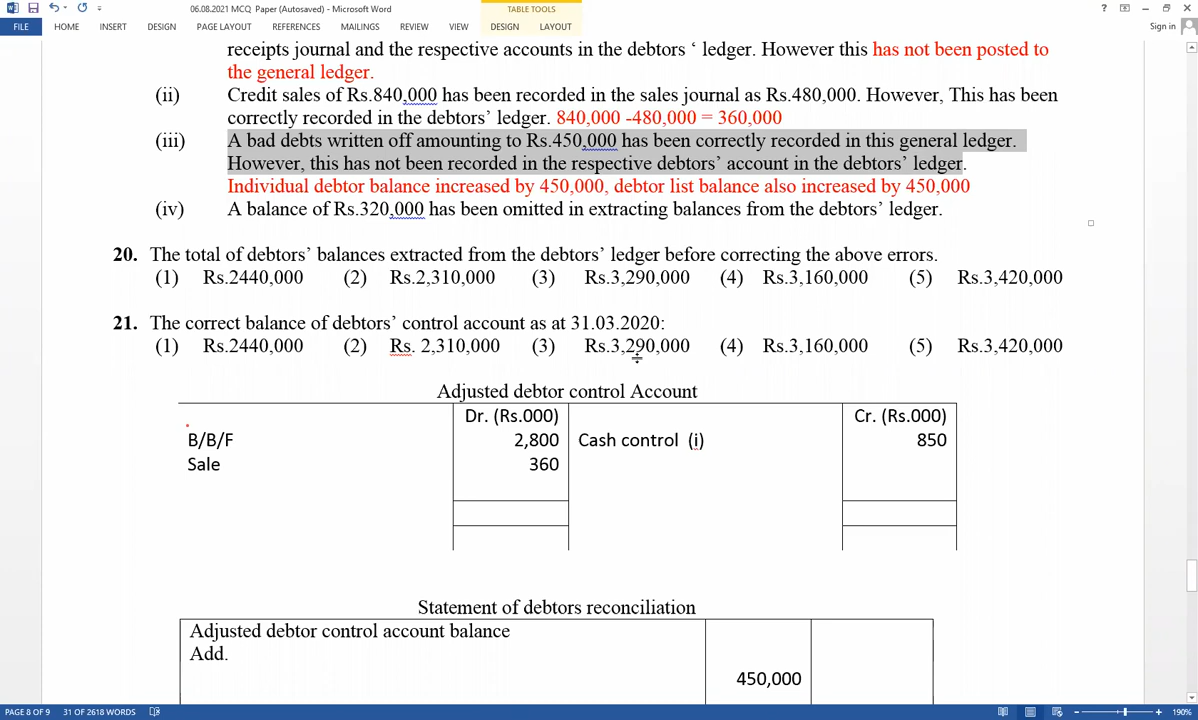 06.08.2021 MCQ Paper (Autosaved) - Microsoft Word
TABLE TOOLS
Sign in
FILE HOME INSERT DESIGN PAGE LAYOUT REFERENCES MAILINGS REVIEW VIEW DESIGN LAYOUT
receipts journal and the respective accounts in the debtors ‘ ledger. However this has not been posted to
the general ledger.
(ii) Credit sales of Rs.840,000 has been recorded in the sales journal as Rs.480,000. However, This has been
correctly recorded in the debtors’ ledger. 840,000 -480,000 = 360,000
(iii) A bad debts written off amounting to Rs.450,000 has been correctly recorded in this general ledger.
However, this has not been recorded in the respective debtors’ account in the debtors’ ledger.
Individual debtor balance increased by 450,000, debtor list balance also increased by 450,000
(iv) A balance of Rs.320,000 has been omitted in extracting balances from the debtors’ ledger.
20. The total of debtors’ balances extracted from the debtors’ ledger before correcting the above errors.
(1) Rs.2440,000 (2) Rs.2,310,000 (3) Rs.3,290,000 (4) Rs.3,160,000 (5) Rs.3,420,000
21. The correct balance of debtors’ control account as at 31.03.2020:
(1) Rs.2440,000 (2) Rs. 2,310,000 (3) Rs.3,290,000 (4) Rs.3,160,000 (5) Rs.3,420,000
Adjusted debtor control Account
Dr. (Rs.000) Cr. (Rs.000)
B/B/F 2,800 Cash control (i) 850
Sale 360
Statement of debtors reconciliation
Adjusted debtor control account balance
Add.
450,000
PAGE 8 OF 9 31 OF 2618 WORDS 190%